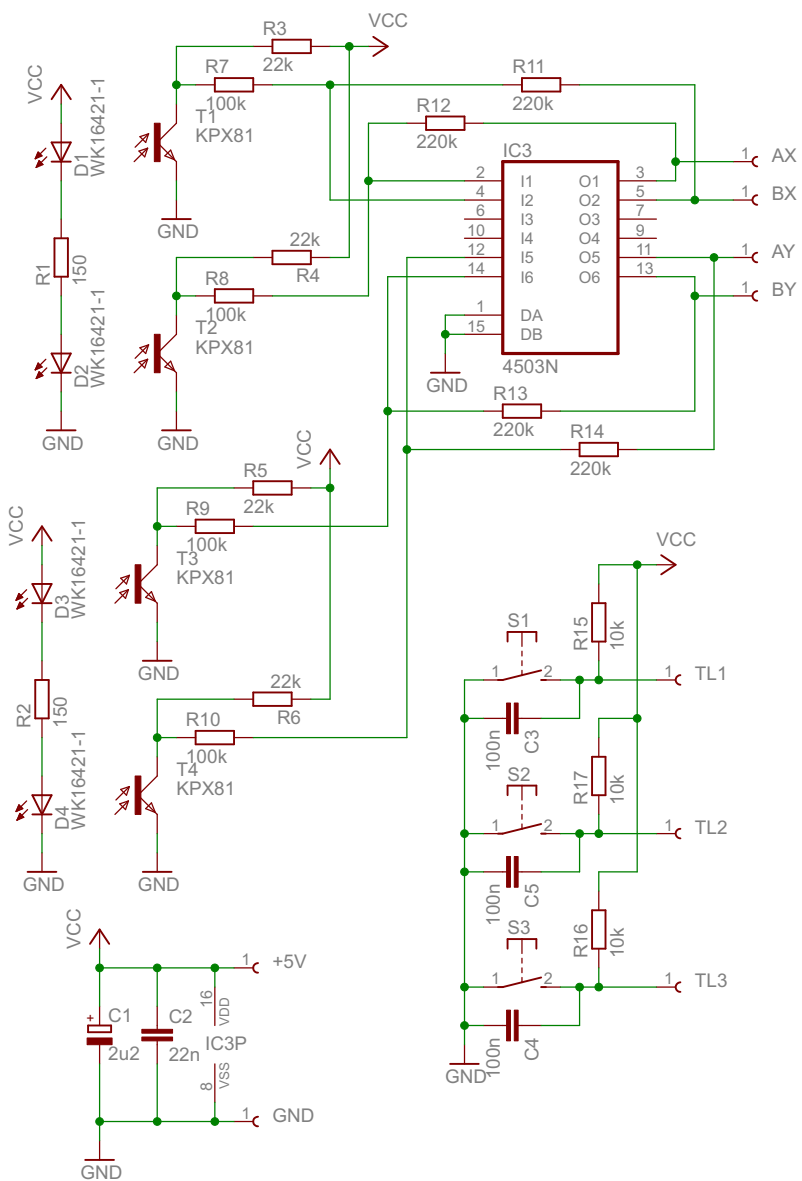 VCC
R3
22k
R7
100k
R11
220k
VCC
D1
WK16421-1
T1
KPX81
R12
220k
IC3
GND
R1
150
22k
R4
R8
100k
T2
KPX81
D2
WK16421-1
GND
GND
2 I1 O1 3
4 I2 O2 5
6 I3 O3 7
10 I4 O4 9
12 I5 O5 11
14 I6 O6 13
1 DA
15 DB
4503N
GND
1 AX
1 BX
1 AY
1 BY
R13
220k
R14
220k
VCC
R5
22k
R9
100k
T3
KPX81
VCC
D3
WK16421-1
GND
R2
150
22k
R6
R10
100k
T4
KPX81
D4
WK16421-1
GND
GND
VCC
R15
10k
S1
1 2
1 TL1
100n
C3
R17
10k
S2
1 2
1 TL2
100n
C5
R16
10k
S3
1 2
1 TL3
100n
C4
GND
VCC
1 +5V
+
C1
2u2
C2
22n
16
VDD
IC3P
8
VSS
1 GND
GND